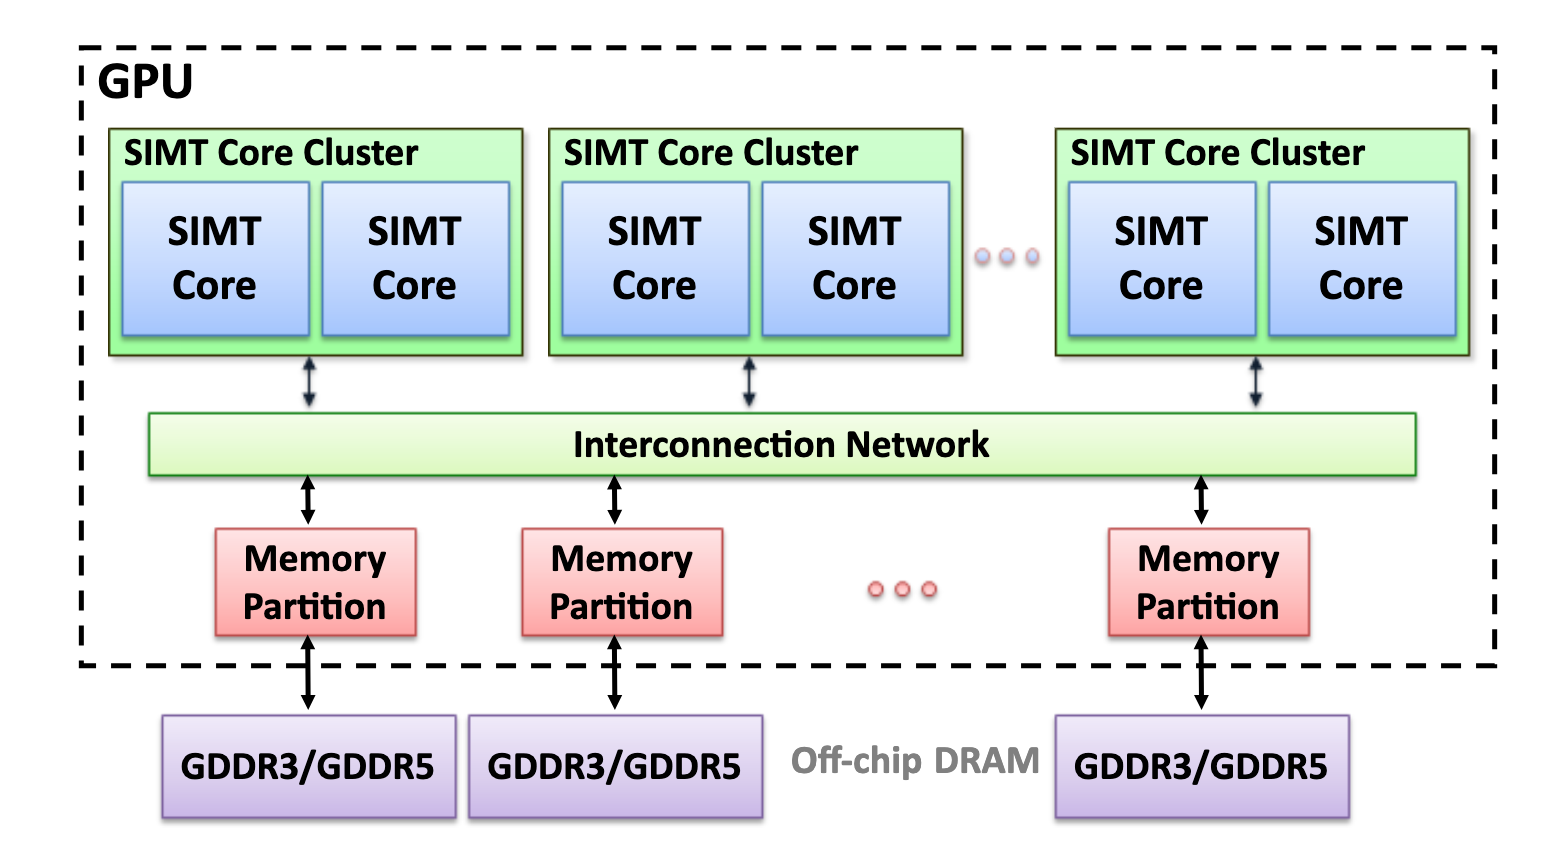 GPU
SIMT Core Cluster
SIMT
Core
SIMT
Core
SIMT Core Cluster
SIMT
Core
SIMT
Core
SIMT Core Cluster
SIMT
Core
SIMT
Core
Interconnection Network
Memory
Partition
Memory
Partition
Memory
Partition
GDDR3/GDDR5
GDDR3/GDDR5
Off-chip DRAM
GDDR3/GDDR5